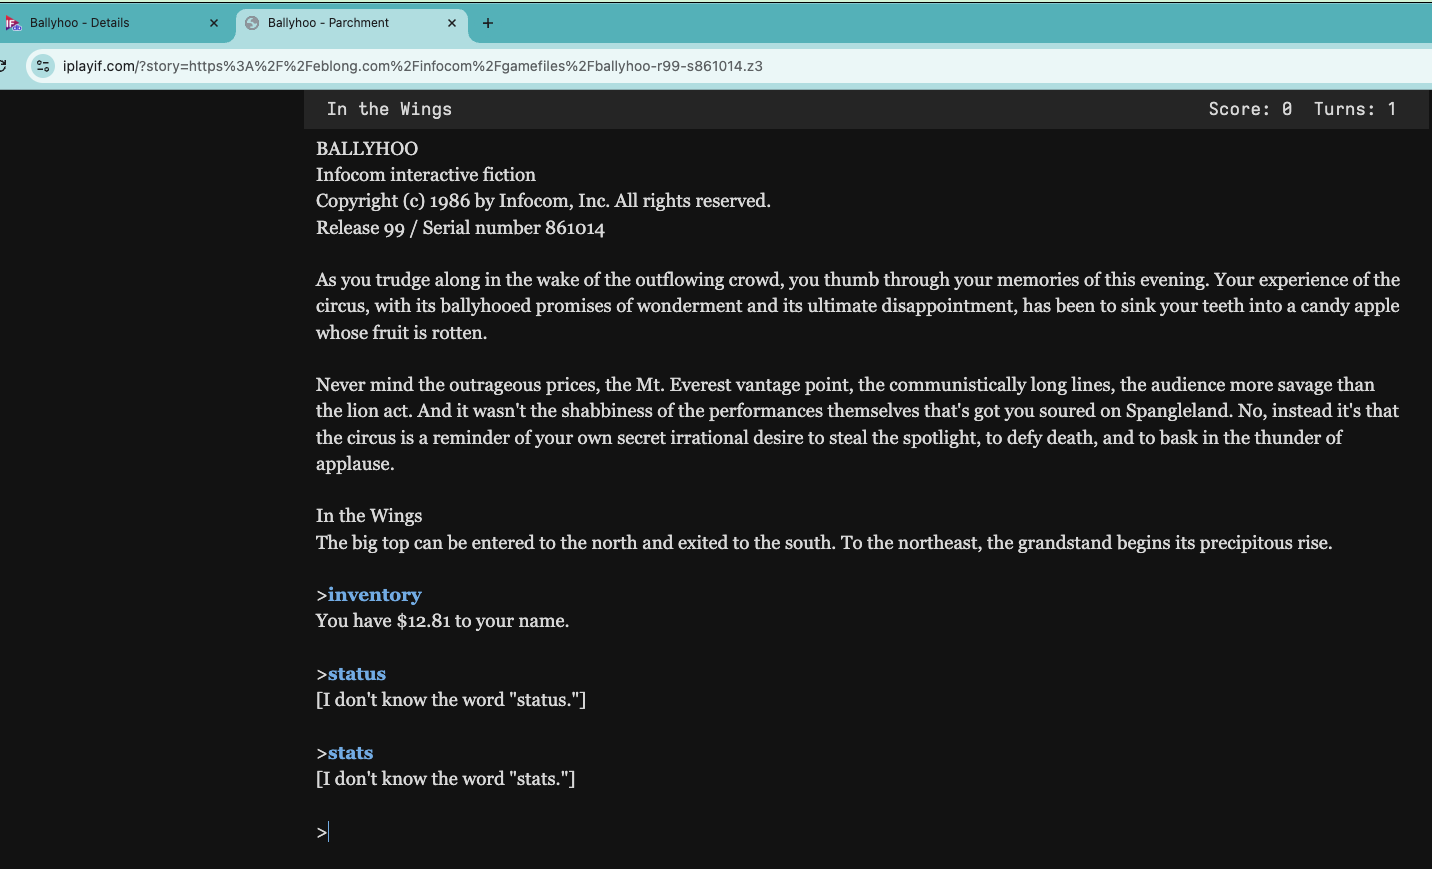 Ballyhoo - Details
Ballyhoo - Parchment
iplayif.com/?story=https%3A%2F%2Feblong.com%2Finfocom%2Fgamefiles%2Fballyhoo-r99-s861014.z3
In the Wings Score: 0 Turns: 1
BALLYHOO
Infocom interactive fiction
Copyright (c) 1986 by Infocom, Inc. All rights reserved.
Release 99 / Serial number 861014
As you trudge along in the wake of the outflowing crowd, you thumb through your memories of this evening. Your experience of the
circus, with its ballyhooed promises of wonderment and its ultimate disappointment, has been to sink your teeth into a candy apple
whose fruit is rotten.
Never mind the outrageous prices, the Mt. Everest vantage point, the communistically long lines, the audience more savage than
the lion act. And it wasn't the shabbiness of the performances themselves that's got you soured on Spangleland. No, instead it's that
the circus is a reminder of your own secret irrational desire to steal the spotlight, to defy death, and to bask in the thunder of
applause.
In the Wings
The big top can be entered to the north and exited to the south. To the northeast, the grandstand begins its precipitous rise.
>inventory
You have $12.81 to your name.
>status
[I don't know the word "status."]
>stats
[I don't know the word "stats."]
>